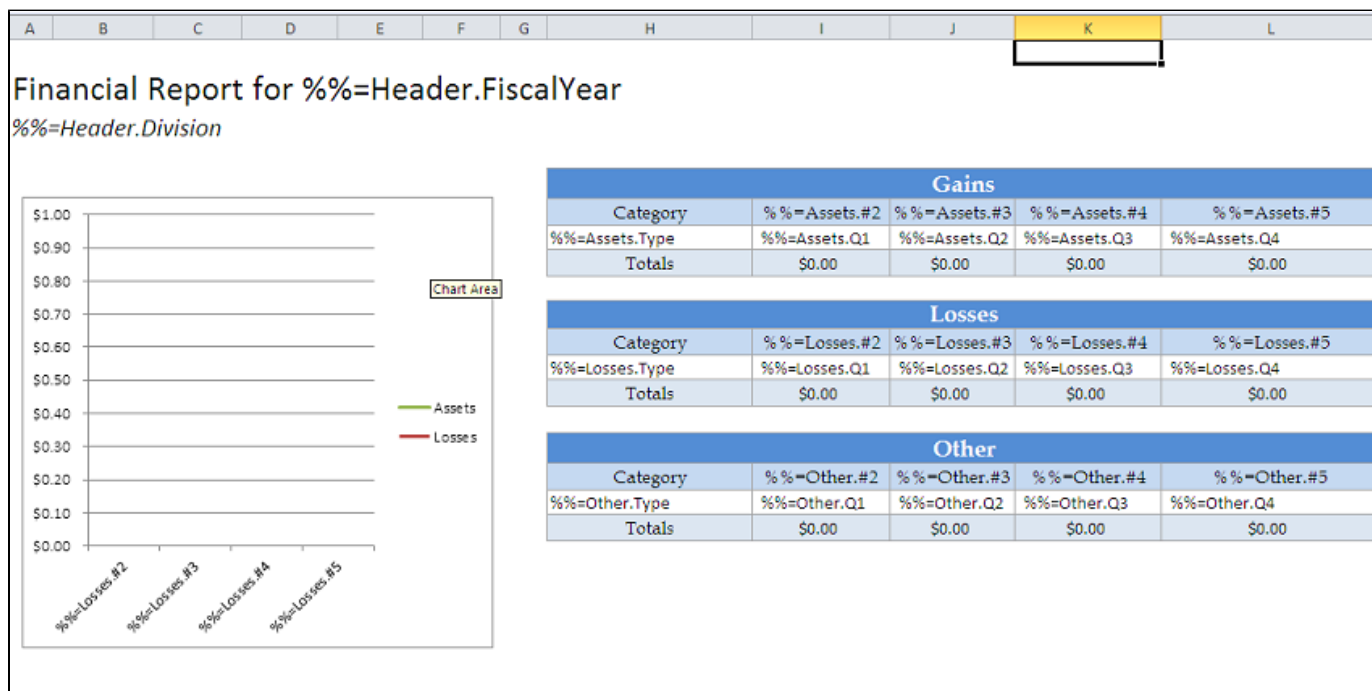 A B C D E F G H I J K L
Financial Report for %%=Header.FiscalYear
%%=Header.Division
$1.00
$0.90
$0.80
$0.70
$0.60
$0.50
$0.40
$0.30
$0.20
$0.10
$0.00
Chart Area
Assets
Losses
%%=Losses.#2 %%=Losses.#3 %%=Losses.#4 %%=Losses.#5
Gains
Category %%=Assets.#2 %%=Assets.#3 %%=Assets.#4 %%=Assets.#5
%%=Assets.Type %%=Assets.Q1 %%=Assets.Q2 %%=Assets.Q3 %%=Assets.Q4
Totals $0.00 $0.00 $0.00 $0.00
Losses
Category %%=Losses.#2 %%=Losses.#3 %%=Losses.#4 %%=Losses.#5
%%=Losses.Type %%=Losses.Q1 %%=Losses.Q2 %%=Losses.Q3 %%=Losses.Q4
Totals $0.00 $0.00 $0.00 $0.00
Other
Category %%=Other.#2 %%=Other.#3 %%=Other.#4 %%=Other.#5
%%=Other.Type %%=Other.Q1 %%=Other.Q2 %%=Other.Q3 %%=Other.Q4
Totals $0.00 $0.00 $0.00 $0.00